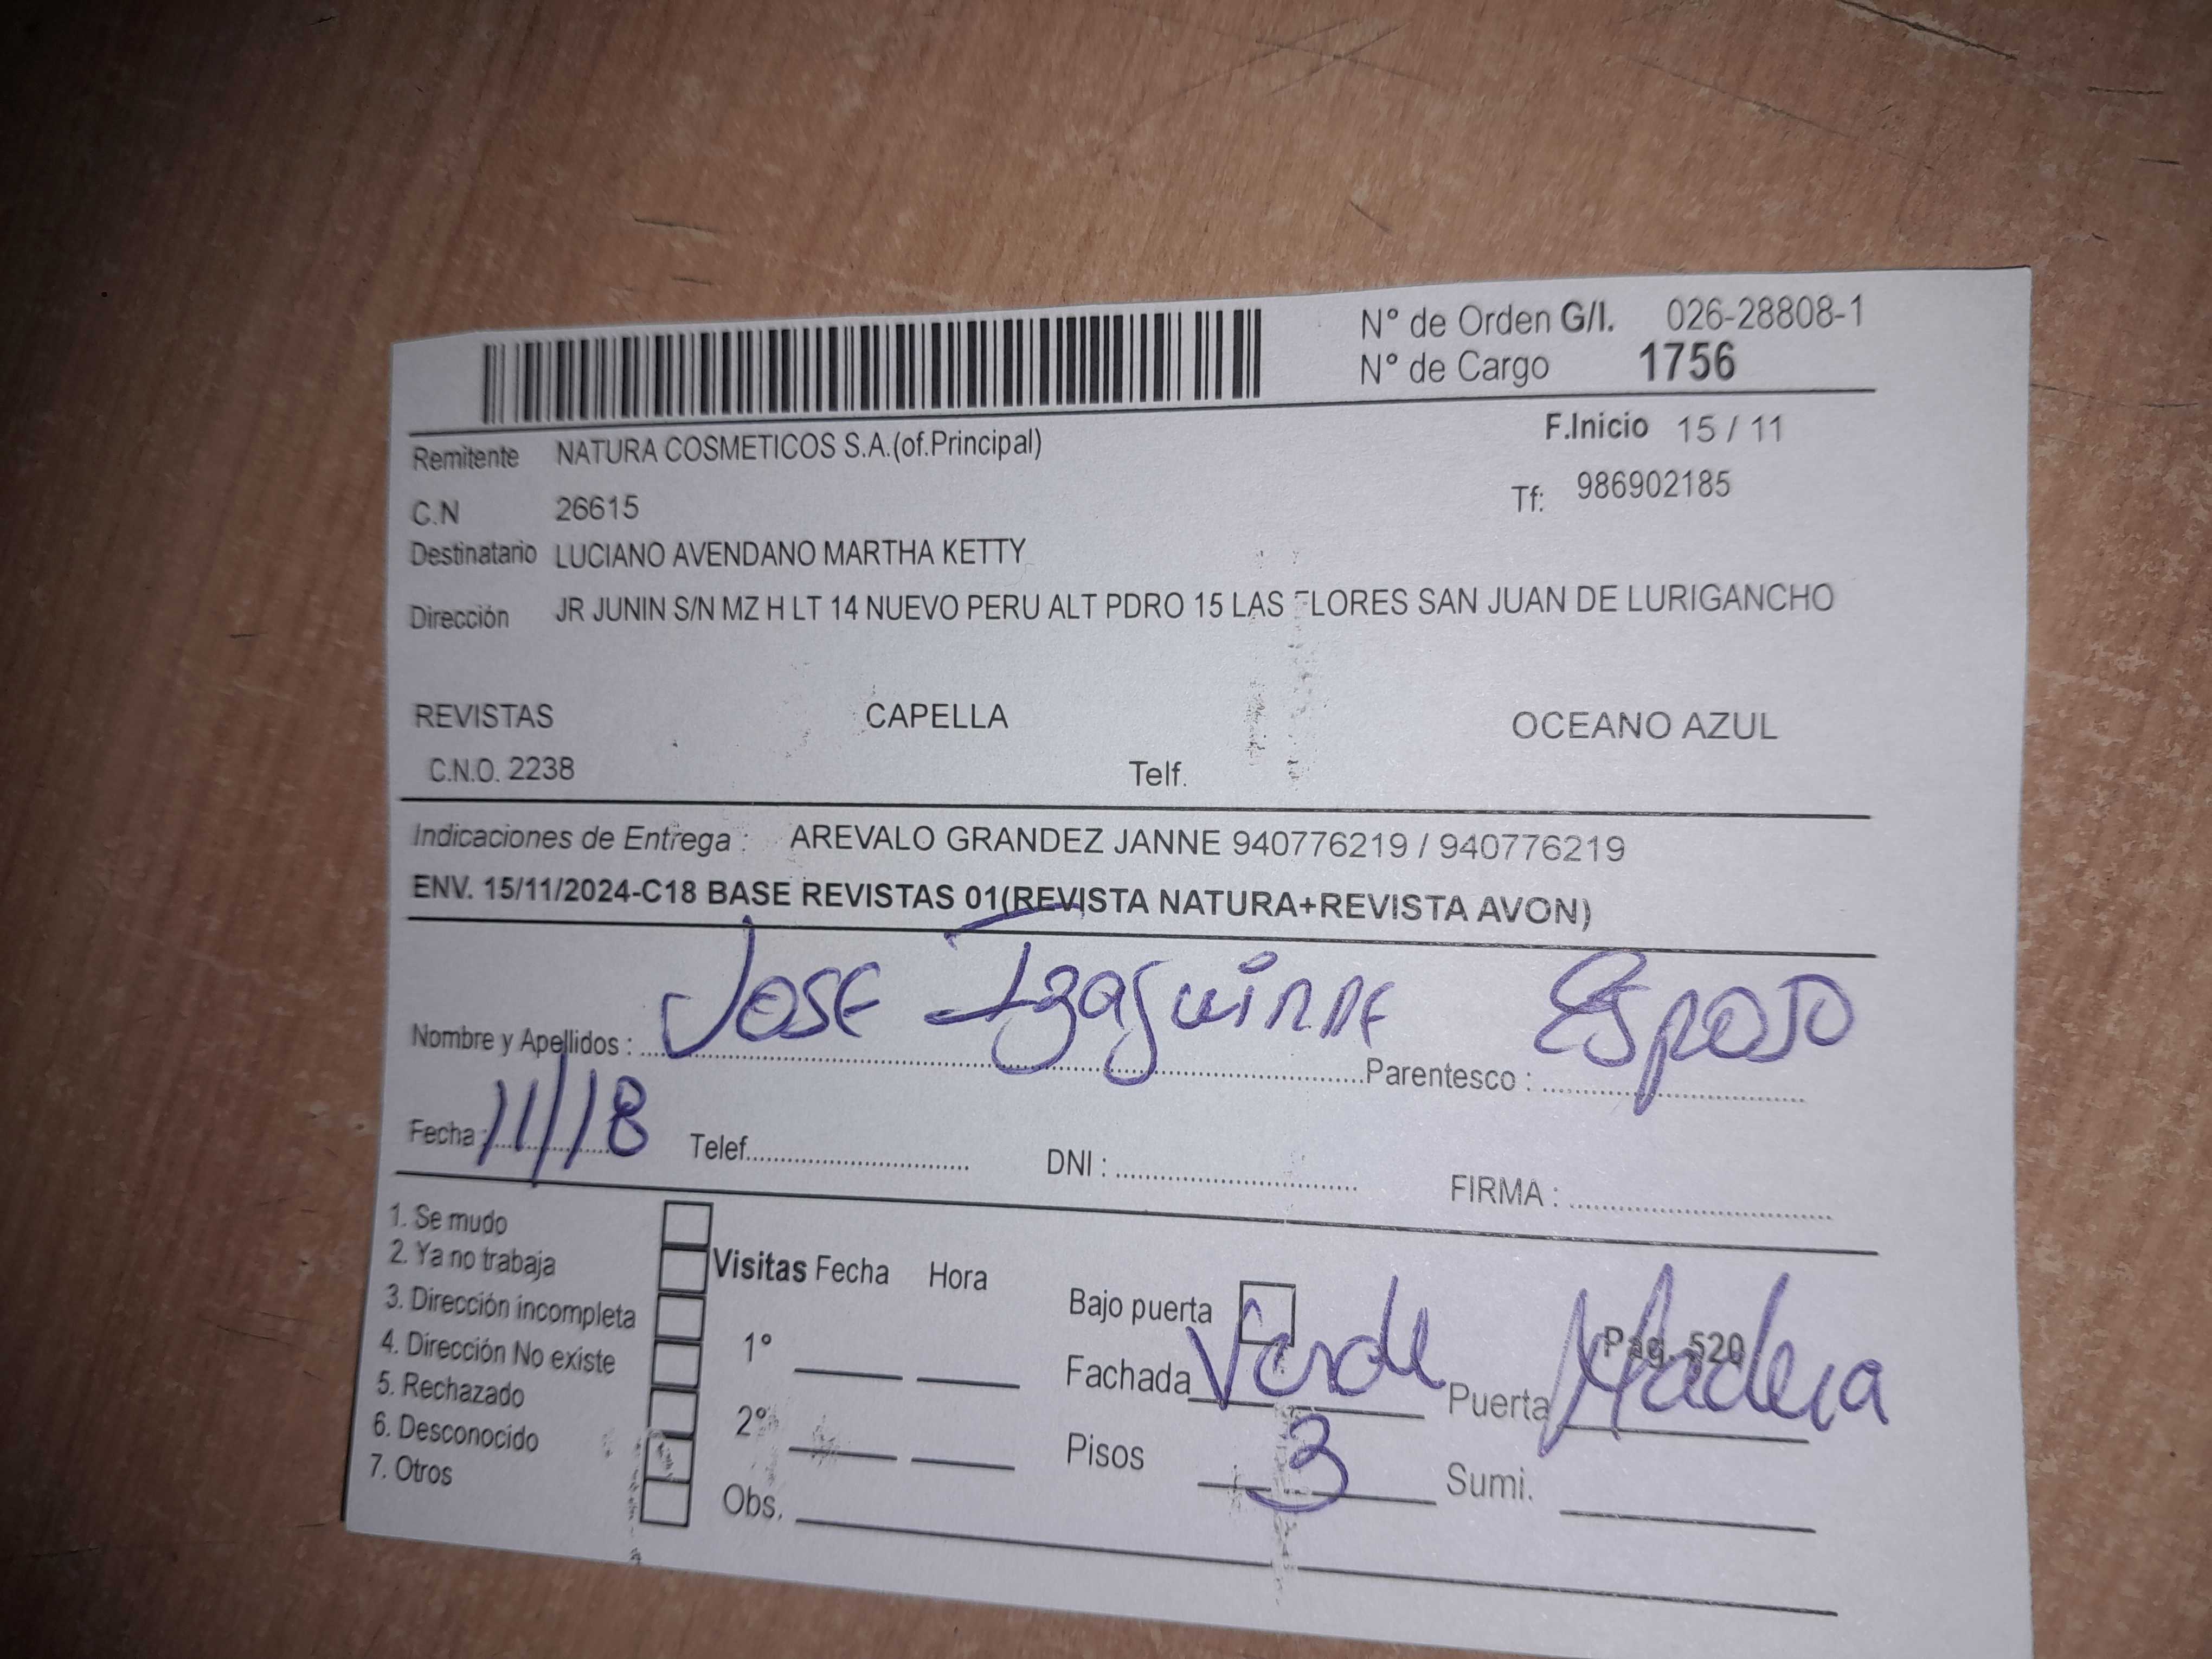 N° de Orden G/I. 026-28808-1
N° de Cargo 1756
F.Inicio 15 / 11
Remitente NATURA COSMETICOS S.A.(of.Principal)
Tf: 986902185
C.N 26615
Destinatario LUCIANO AVENDANO MARTHA KETTY
Dirección JR JUNIN S/N MZ H LT 14 NUEVO PERU ALT PDRO 15 LAS FLORES SAN JUAN DE LURIGANCHO
REVISTAS CAPELLA OCEANO AZUL
C.N.O. 2238 Telf.
Indicaciones de Entrega : AREVALO GRANDEZ JANNE 940776219 / 940776219
ENV. 15/11/2024-C18 BASE REVISTAS 01(REVISTA NATURA+REVISTA AVON)
Nombre y Apellidos : JOSE Izaguirre Parentesco : Esposo
Fecha : 11/18 Telef. DNI : FIRMA :
1. Se mudo
2. Ya no trabaja
3. Dirección incompleta
4. Dirección No existe
5. Rechazado
6. Desconocido
7. Otros
Visitas Fecha Hora
1°
2°
Obs.
Bajo puerta
Pag. 520
Fachada Verde Puerta Madera
Pisos 3 Sumi.